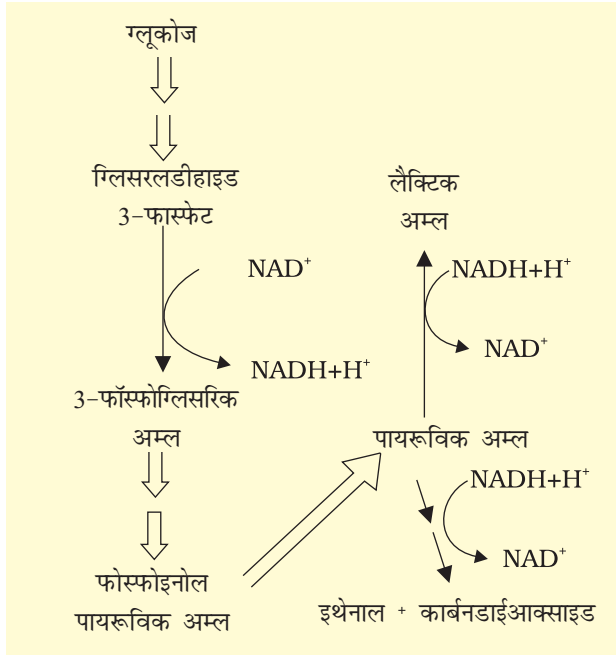 ग्लूकोज
ग्लिसरलडीहाइड
3-फास्फेट
NAD⁺
NADH+H⁺
3-फॉस्फोग्लिसरिक
अम्ल
फोस्फोइनोल
पायरूविक अम्ल
लैक्टिक
अम्ल
NADH+H⁺
NAD⁺
पायरूविक अम्ल
NADH+H⁺
NAD⁺
इथेनाल + कार्बनडाईआक्साइड